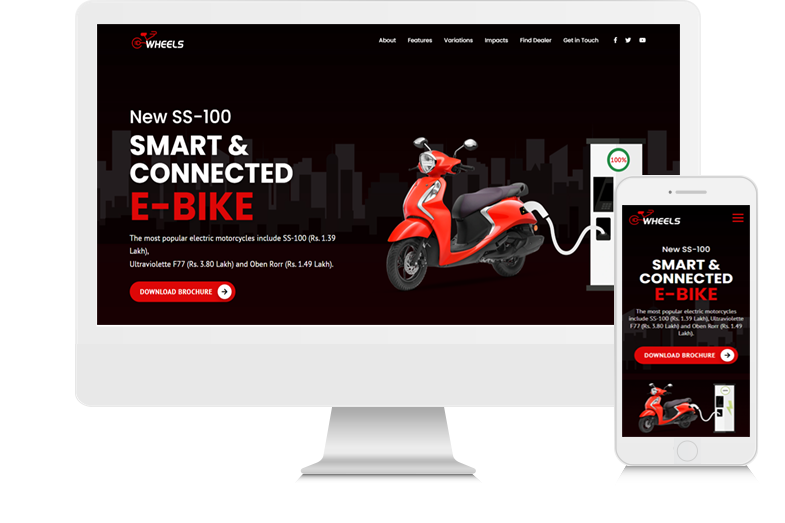 WHEELS
About Features Variations Impacts Find Dealer Get in Touch
New SS-100
SMART &
CONNECTED
E-BIKE
The most popular electric motorcycles include SS-100 (Rs. 1.39
Lakh),
Ultraviolette F77 (Rs. 3.80 Lakh) and Oben Rorr (Rs. 1.49 Lakh).
DOWNLOAD BROCHURE
100%
WHEELS
New SS-100
SMART &
CONNECTED
E-BIKE
The most popular electric motorcycles
include SS-100 (Rs. 1.39 Lakh), Ultraviolette
F77 (Rs. 3.80 Lakh) and Oben Rorr (Rs. 1.49
Lakh).
DOWNLOAD BROCHURE